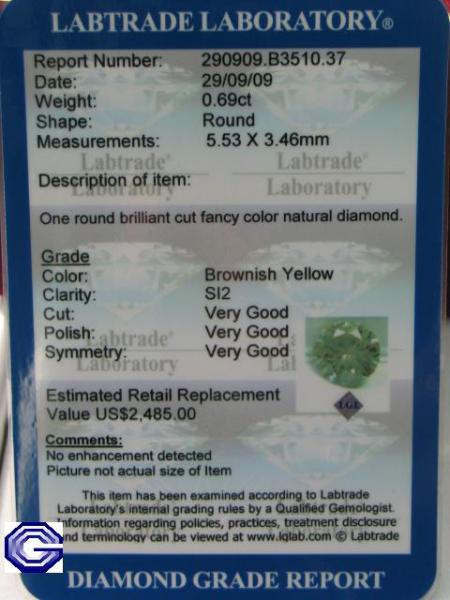 LABTRADE LABORATORY®
Report Number: 290909.B3510.37
Date: 29/09/09
Weight: 0.69ct
Shape: Round
Measurements: 5.53 X 3.46mm
Labtrade® Labtrade®
Description of item:
Laboratory Laboratory
One round brilliant cut fancy color natural diamond.
Grade
Color: Brownish Yellow
Clarity: SI2
Cut: Very Good
Polish: Very Good
Labtrade®
Symmetry: Very Good
Laboratory
LGL
Estimated Retail Replacement
Value US$2,485.00
Comments:
No enhancement detected
Picture not actual size of Item
This item has been examined according to Labtrade
Laboratory's internal grading rules by a Qualified Gemologist.
Information regarding policies, practices, treatment disclosure
and terminology can be viewed at www.lglab.com © Labtrade
DIAMOND GRADE REPORT